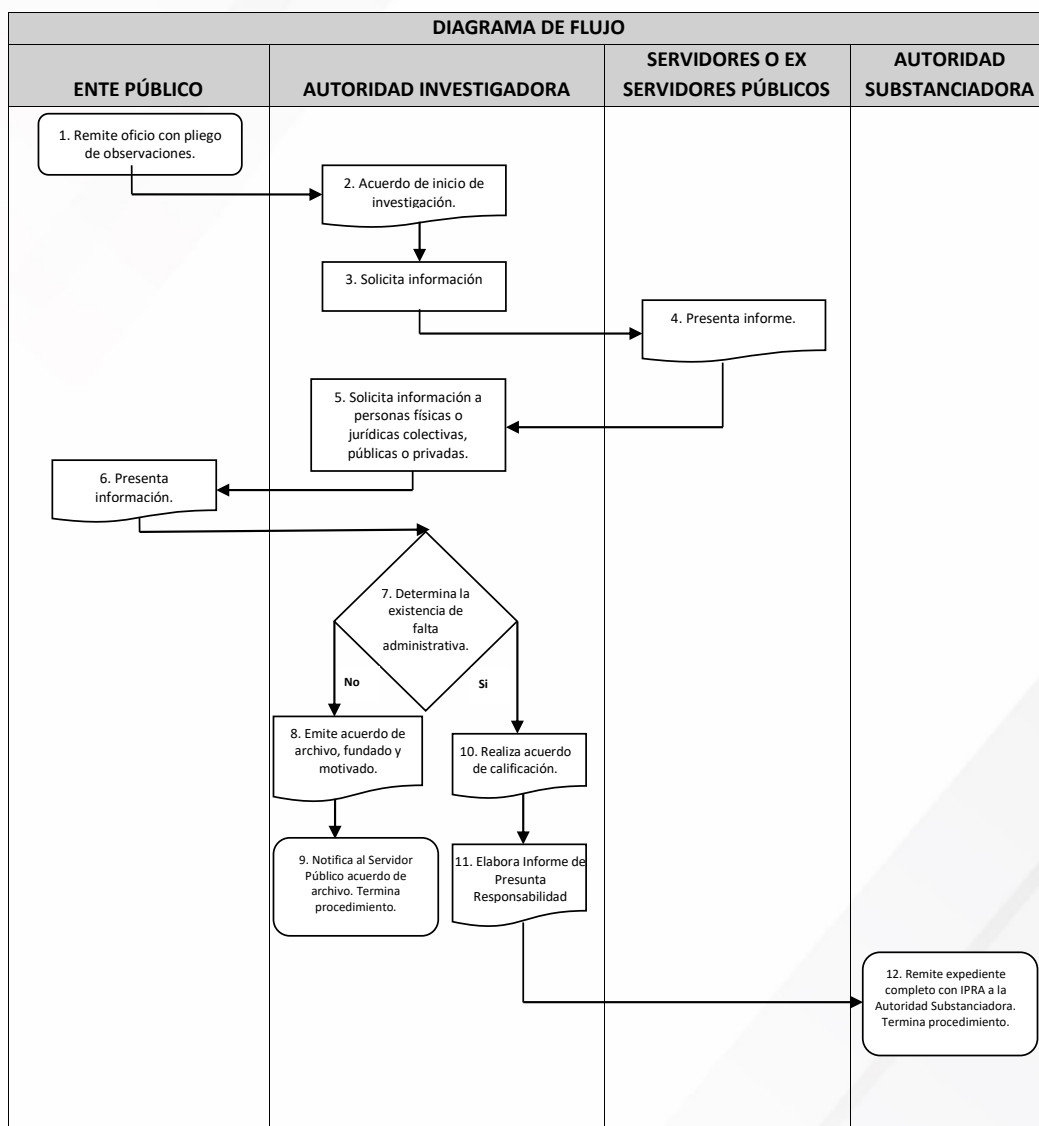 DIAGRAMA DE FLUJO
ENTE PÚBLICO
AUTORIDAD INVESTIGADORA
SERVIDORES O EX
SERVIDORES PÚBLICOS
AUTORIDAD
SUBSTANCIADORA
1. Remite oficio con pliego
de observaciones.
2. Acuerdo de inicio de
investigación.
3. Solicita información
4. Presenta informe.
5. Solicita información a
personas físicas o
jurídicas colectivas,
públicas o privadas.
6. Presenta
información.
7. Determina la
existencia de
falta
administrativa.
No
Si
8. Emite acuerdo de
archivo, fundado y
motivado.
10. Realiza acuerdo
de calificación.
9. Notifica al Servidor
Público acuerdo de
archivo. Termina
procedimiento.
11. Elabora Informe de
Presunta
Responsabilidad
12. Remite expediente
completo con IPRA a la
Autoridad Substanciadora.
Termina procedimiento.